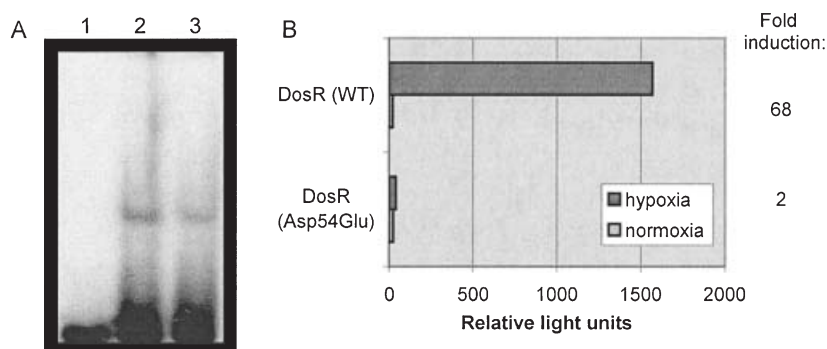 A
1 2 3
B
Fold
induction:
DosR (WT)
68
DosR
(Asp54Glu)
2
hypoxia
normoxia
0 500 1000 1500 2000
Relative light units